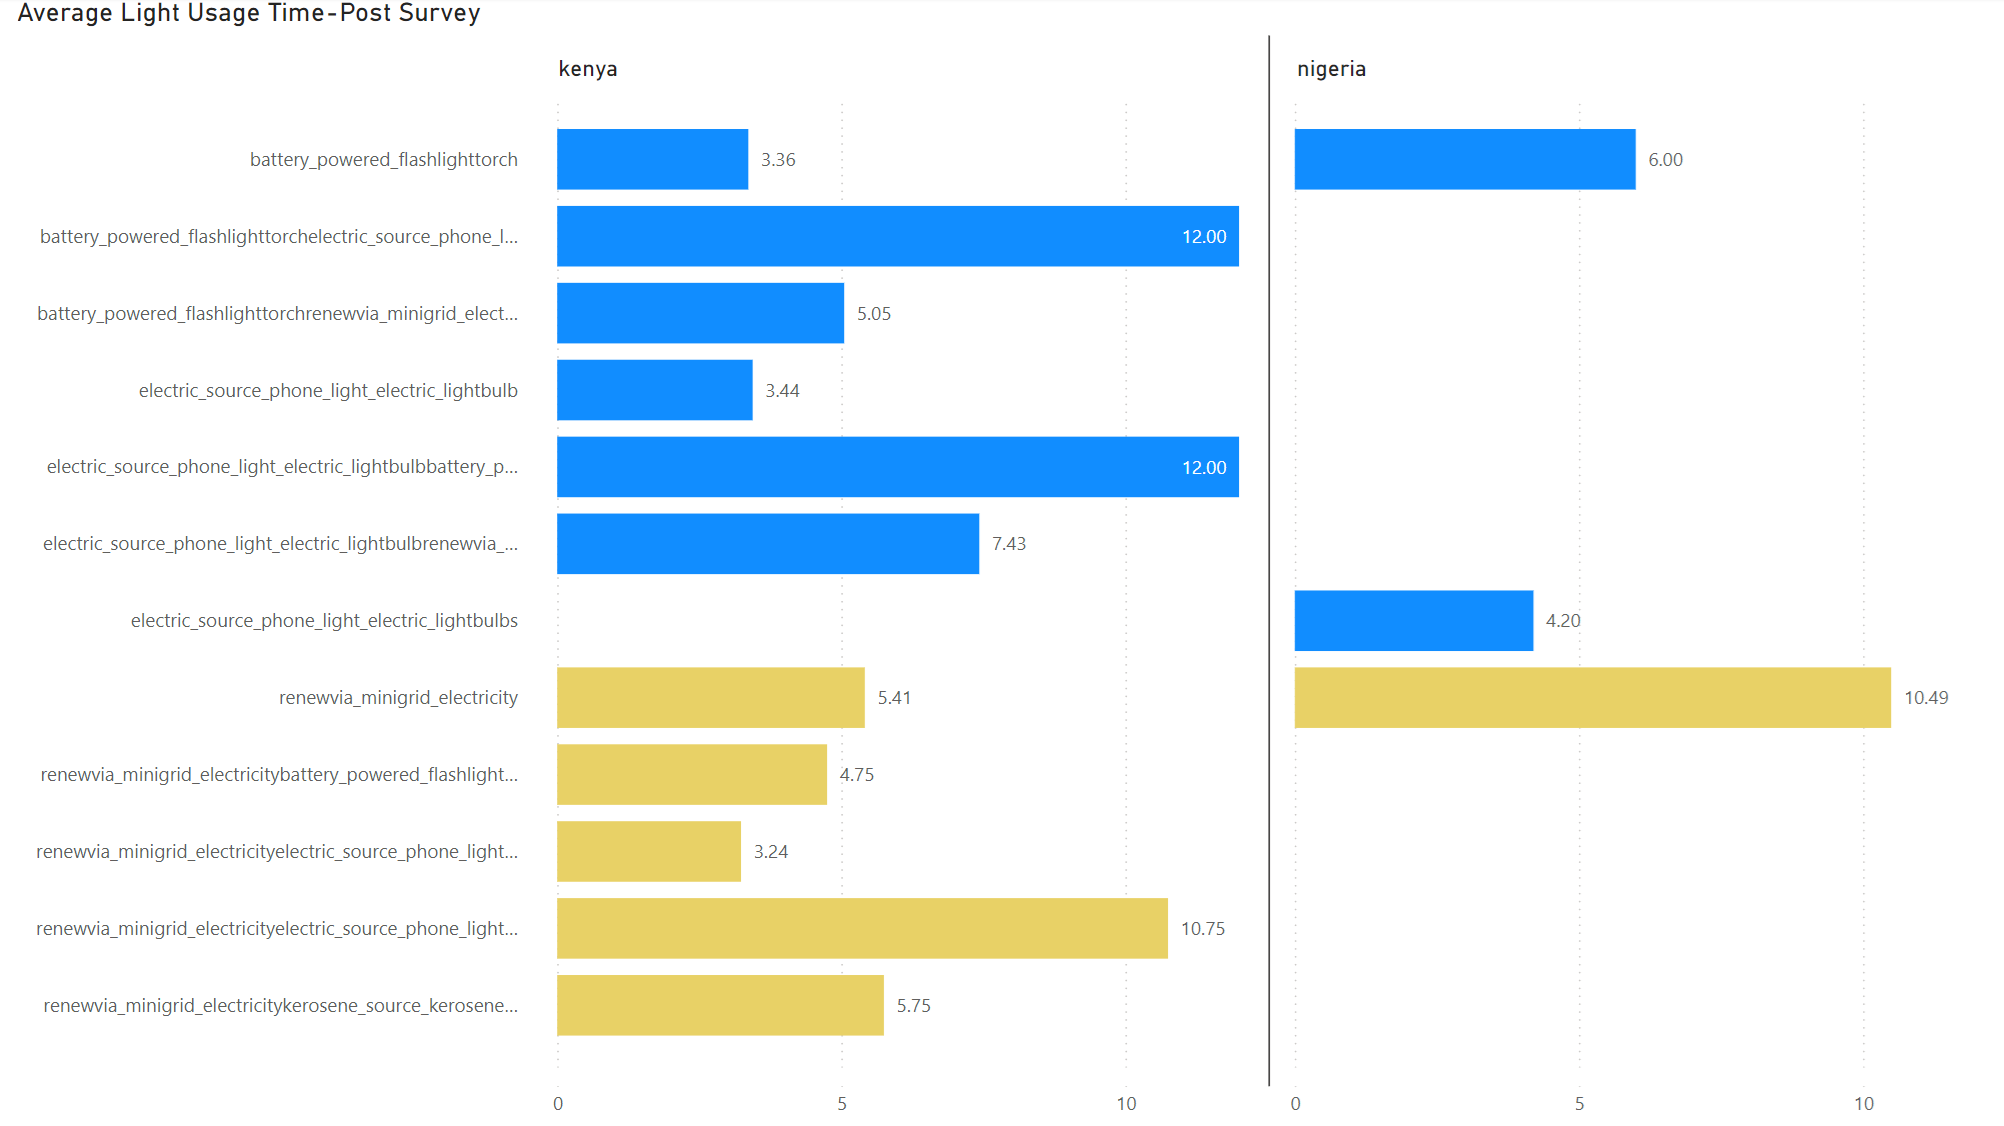 Average Light Usage Time-Post Survey
kenya
nigeria
battery_powered_flashlighttorch
3.36
6.00
battery_powered_flashlighttorchelectric_source_phone_l...
12.00
battery_powered_flashlighttorchrenewvia_minigrid_elect...
5.05
electric_source_phone_light_electric_lightbulb
3.44
electric_source_phone_light_electric_lightbulbbattery_p...
12.00
electric_source_phone_light_electric_lightbulbrenewvia_...
7.43
electric_source_phone_light_electric_lightbulbs
4.20
renewvia_minigrid_electricity
5.41
10.49
renewvia_minigrid_electricitybattery_powered_flashlight...
4.75
renewvia_minigrid_electricityelectric_source_phone_light...
3.24
renewvia_minigrid_electricityelectric_source_phone_light...
10.75
renewvia_minigrid_electricitykerosene_source_kerosene...
5.75
0 5 10
0 5 10